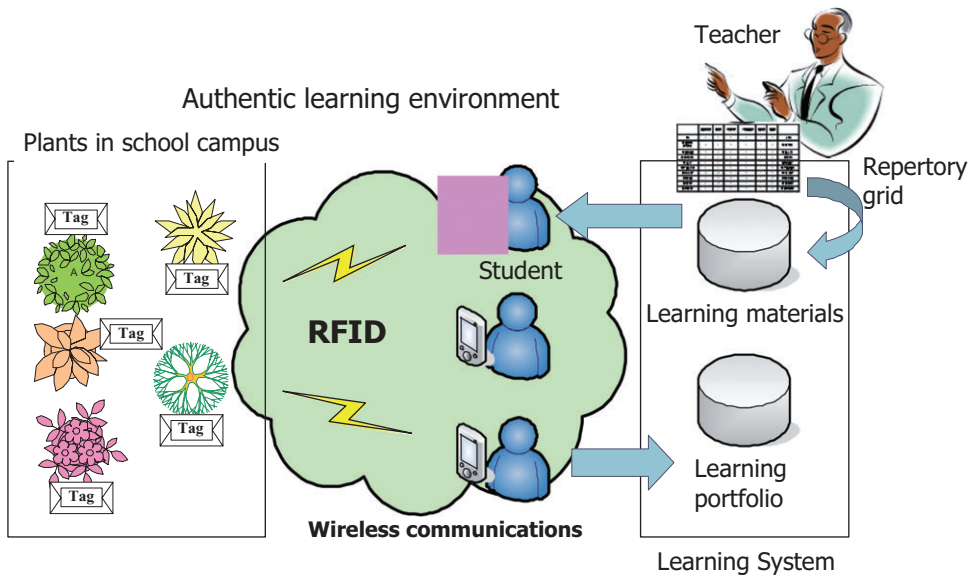 Teacher
Authentic learning environment
Plants in school campus
Repertory
grid
Tag
Tag
Tag
Tag
Tag
A
Student
RFID
Learning materials
Learning
portfolio
Wireless communications
Learning System